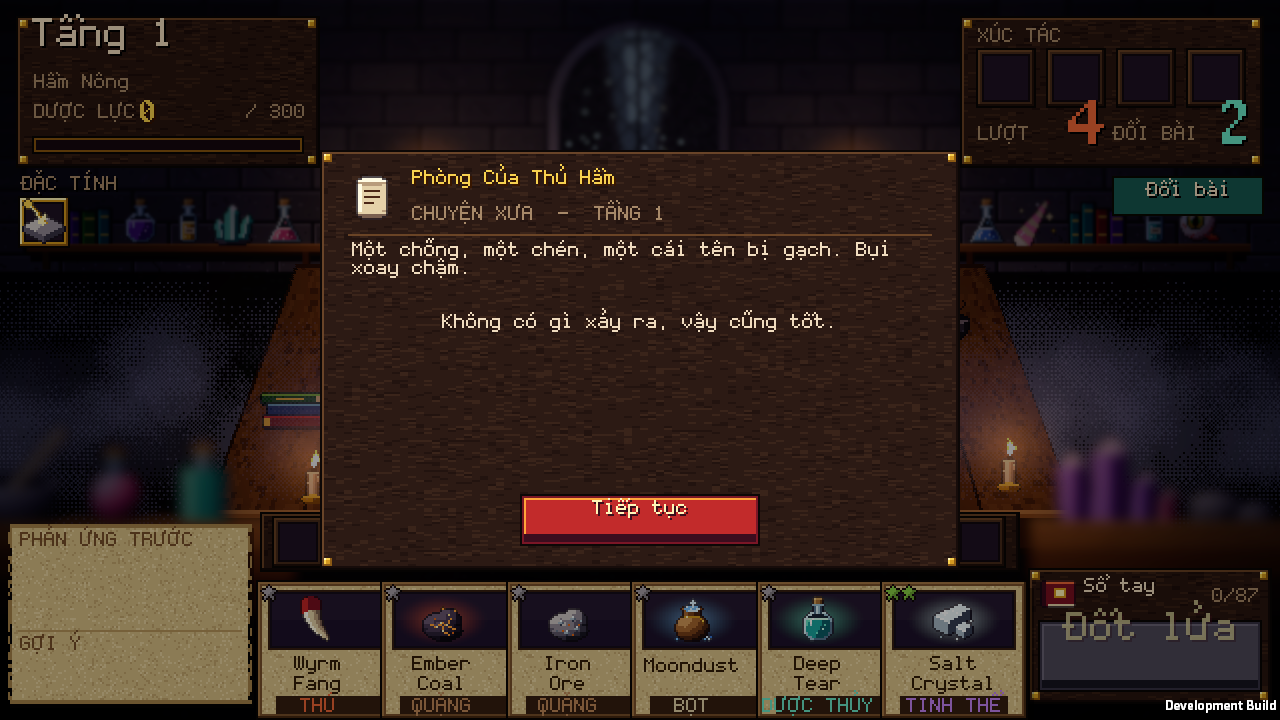 Tầng 1
Hầm Nông
DƯỢC LỰC 0 / 300
ĐẶC TÍNH
XÚC TÁC
LƯỢT 4 ĐỔI BÀI 2
Đổi bài
Phòng Của Thủ Hầm
CHUYỆN XƯA - TẦNG 1
Một chõng, một chén, một cái tên bị gạch. Bụi
xoay chậm.
Không có gì xảy ra, vậy cũng tốt.
Tiếp tục
PHẢN ỨNG TRƯỚC
GỢI Ý
Wyrm
Fang
THÚ
Ember
Coal
QUẶNG
Iron
Ore
QUẶNG
Moondust
BỘT
Deep
Tear
DƯỢC THỦY
Salt
Crystal
TINH THỂ
Sổ tay
0/87
Đốt lửa
Development Build